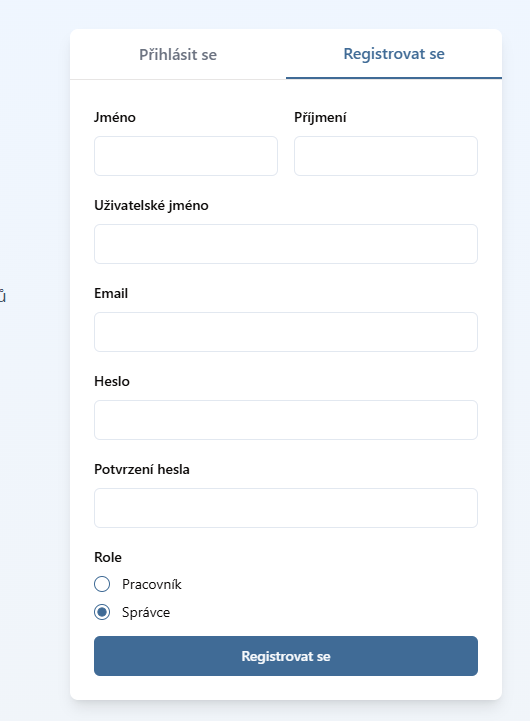 Přihlásit se
Registrovat se
Jméno
Příjmení
Uživatelské jméno
ů
Email
Heslo
Potvrzení hesla
Role
Pracovník
Správce
Registrovat se